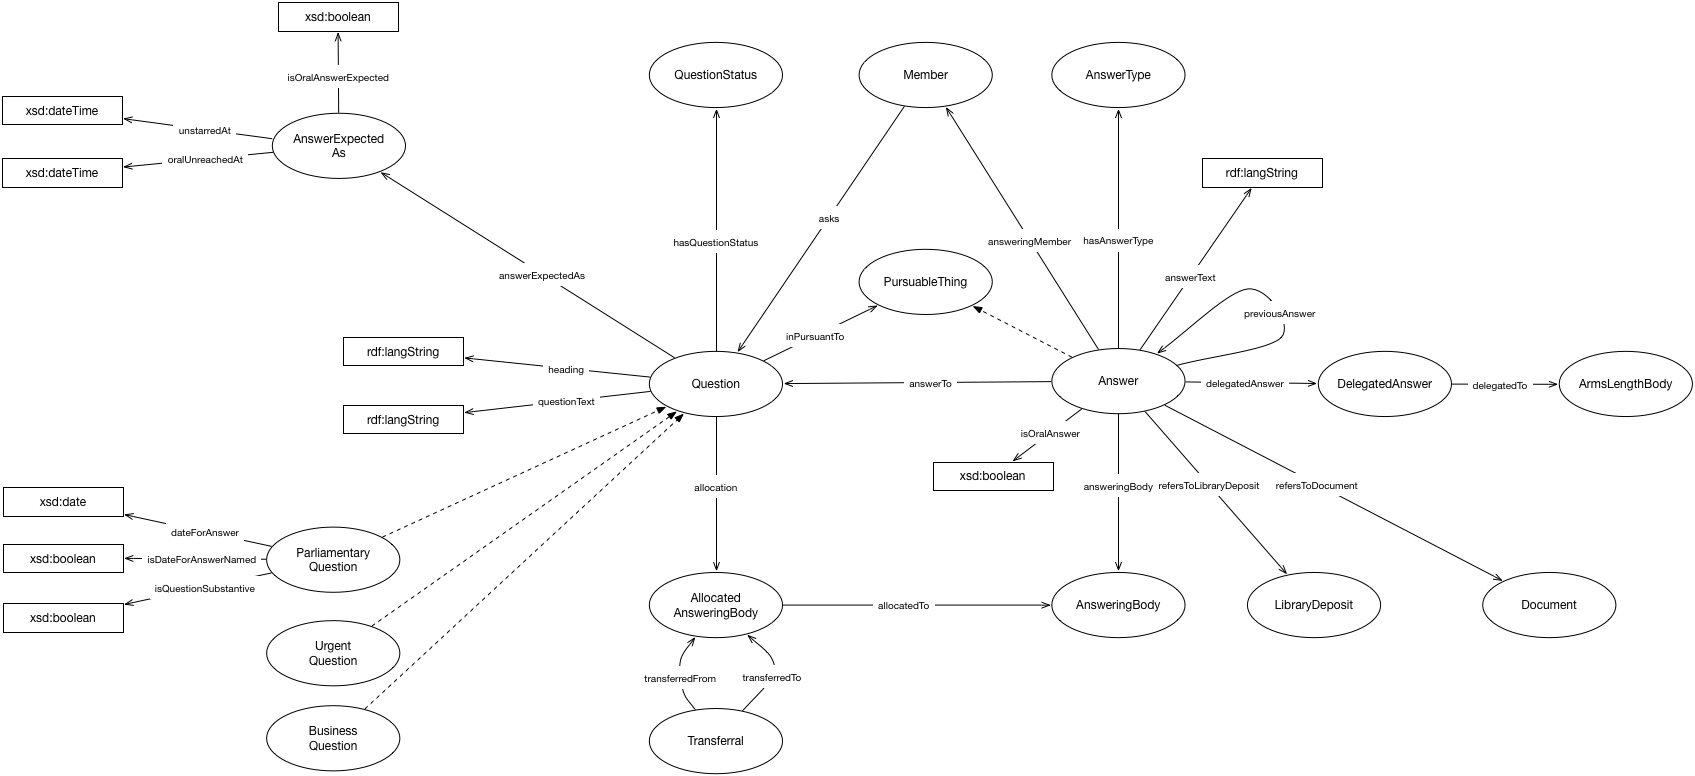 xsd:boolean
isOralAnswerExpected
xsd:dateTime
unstarredAt
oralUnreachedAt
xsd:dateTime
AnswerExpected
As
QuestionStatus
Member
AnswerType
rdf:langString
asks
hasQuestionStatus
answeringMember
hasAnswerType
answerExpectedAs
PursuableThing
answerText
previousAnswer
inPursuantTo
rdf:langString
heading
questionText
rdf:langString
Question
answerTo
Answer
delegatedAnswer
DelegatedAnswer
delegatedTo
ArmsLengthBody
isOralAnswer
xsd:boolean
allocation
answeringBody
refersToLibraryDeposit
refersToDocument
xsd:date
dateForAnswer
xsd:boolean
isDateForAnswerNamed
Parliamentary
Question
isQuestionSubstantive
xsd:boolean
Allocated
AnsweringBody
allocatedTo
AnsweringBody
LibraryDeposit
Document
Urgent
Question
transferredFrom
transferredTo
Business
Question
Transferral